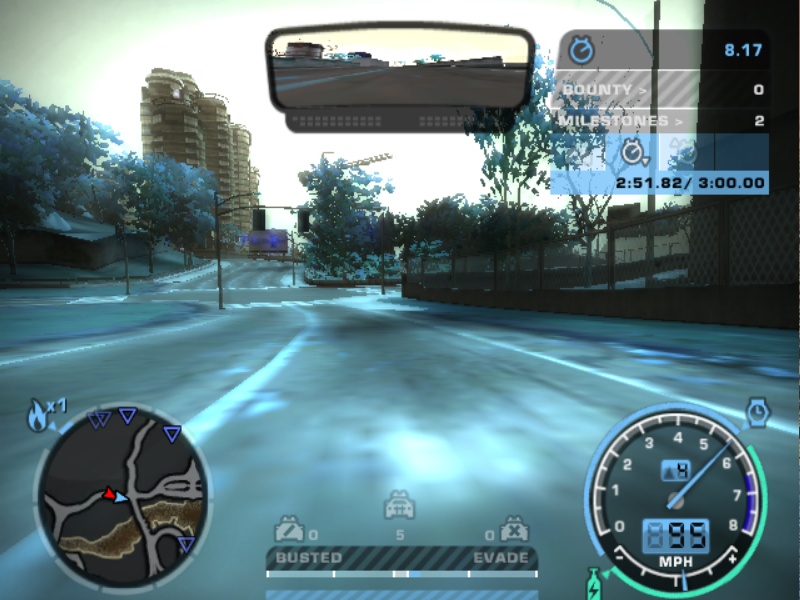 8.17
BOUNTY > 0
MILESTONES > 2
2:51.82/ 3:00.00
x1
0 1 2 3 4 5 6 7 8
4
95
MPH
0 5 0
BUSTED EVADE